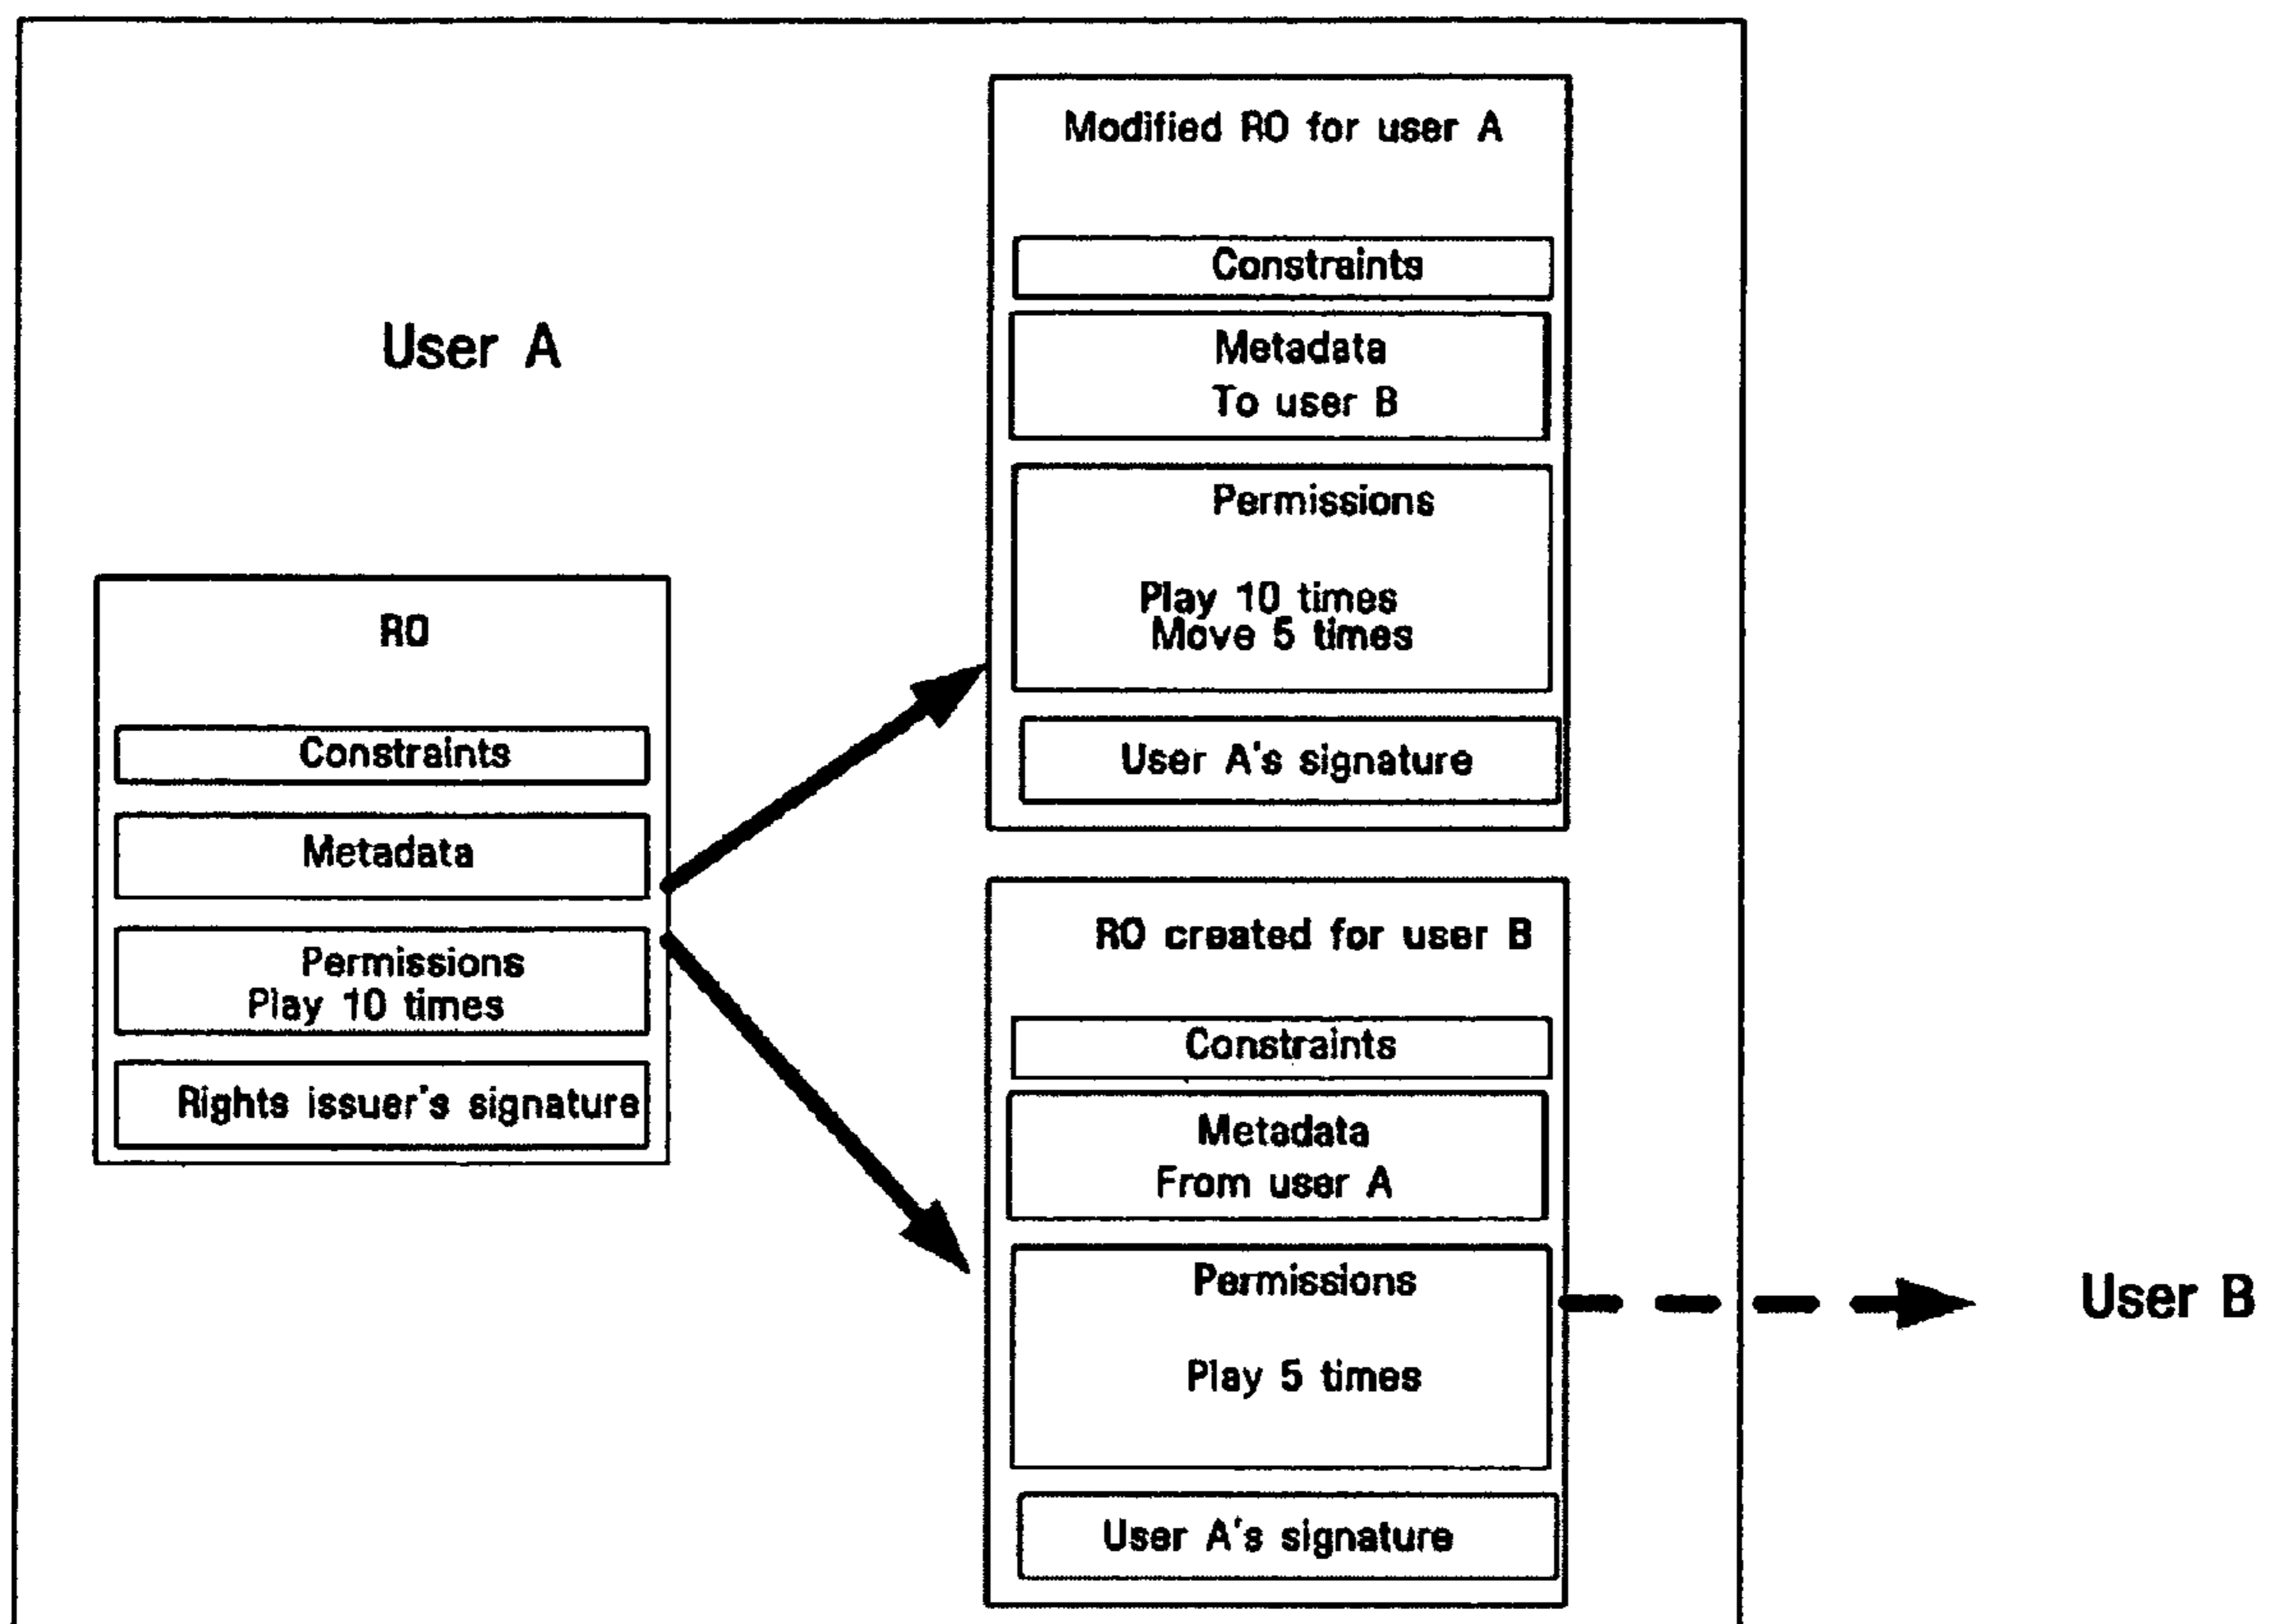 User A
RO
Constraints
Metadata
Permissions
Play 10 times
Rights issuer's signature
Modified RO for user A
Constraints
Metadata
To user B
Permissions
Play 10 times
Move 5 times
User A's signature
RO created for user B
Constraints
Metadata
From user A
Permissions
Play 5 times
User A's signature
User B